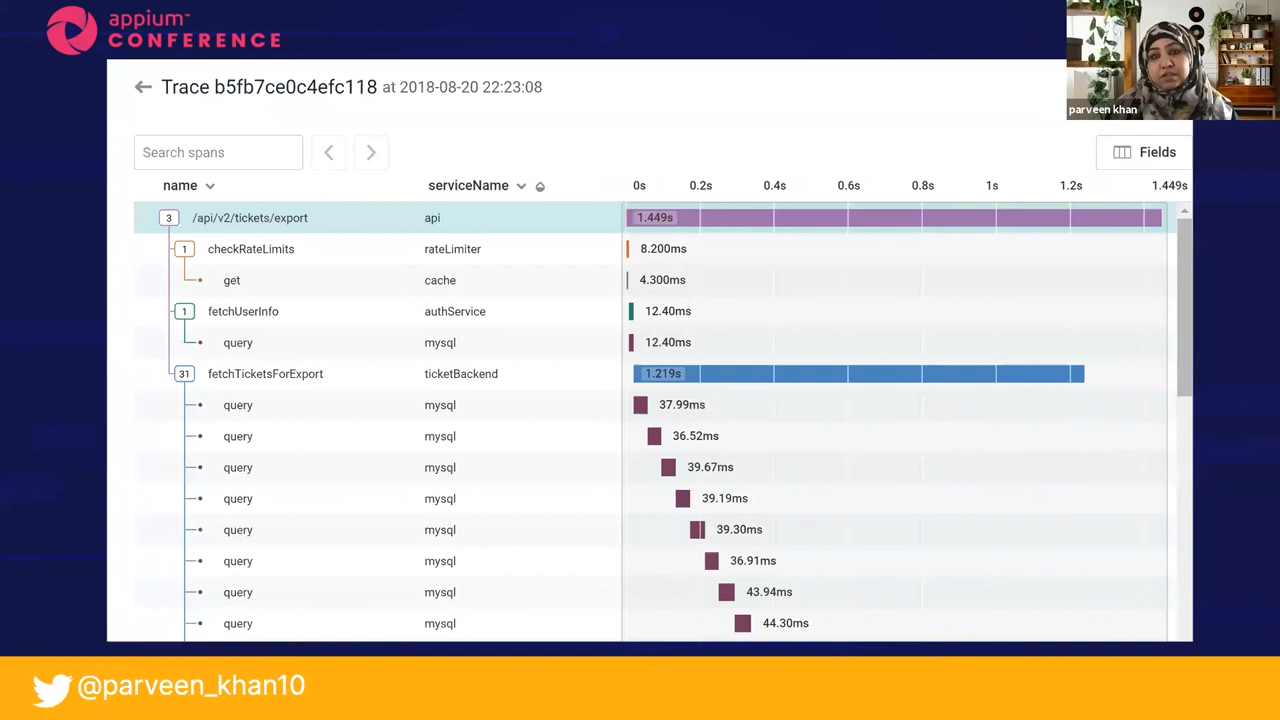 appium™
CONFERENCE
parveen khan
Trace b5fb7ce0c4efc118 at 2018-08-20 22:23:08
Search spans
Fields
name serviceName 0s 0.2s 0.4s 0.6s 0.8s 1s 1.2s 1.449s
3 /api/v2/tickets/export api 1.449s
1 checkRateLimits rateLimiter 8.200ms
get cache 4.300ms
1 fetchUserInfo authService 12.40ms
query mysql 12.40ms
31 fetchTicketsForExport ticketBackend 1.219s
query mysql 37.99ms
query mysql 36.52ms
query mysql 39.67ms
query mysql 39.19ms
query mysql 39.30ms
query mysql 36.91ms
query mysql 43.94ms
query mysql 44.30ms
@parveen_khan10